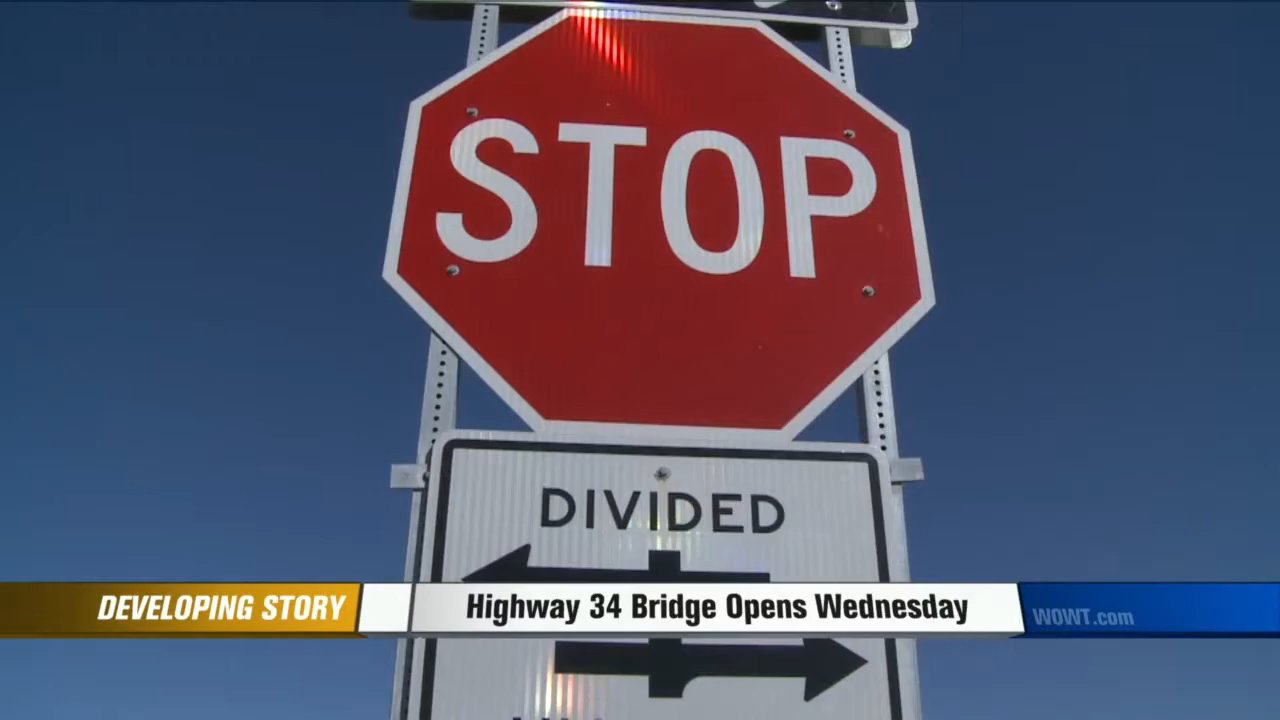 STOP
DIVIDED
DEVELOPING STORY
Highway 34 Bridge Opens Wednesday
WOWT.com